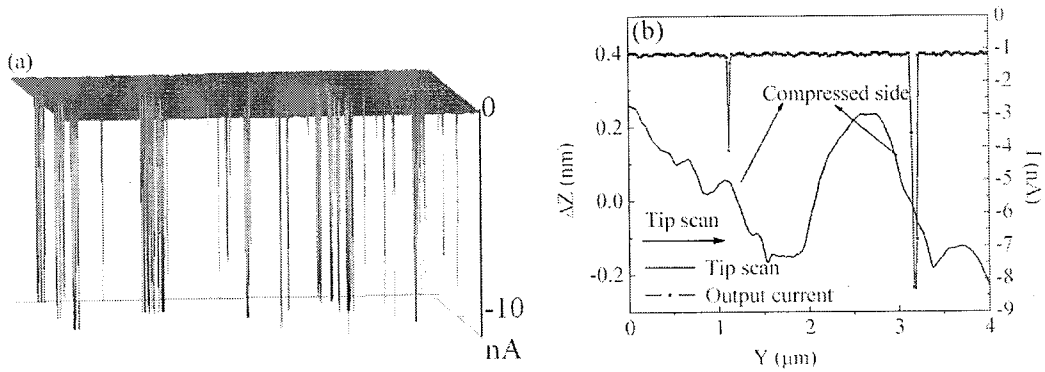 (a)
0
-10
nA
(b)
0.4
0.2
0.0
-0.2
ΔZ (nm)
0
-1
-2
-3
-4
-5
-6
-7
-8
-9
I (nA)
Compressed side
Tip scan
Tip scan
Output current
0
1
2
3
4
Y (μm)